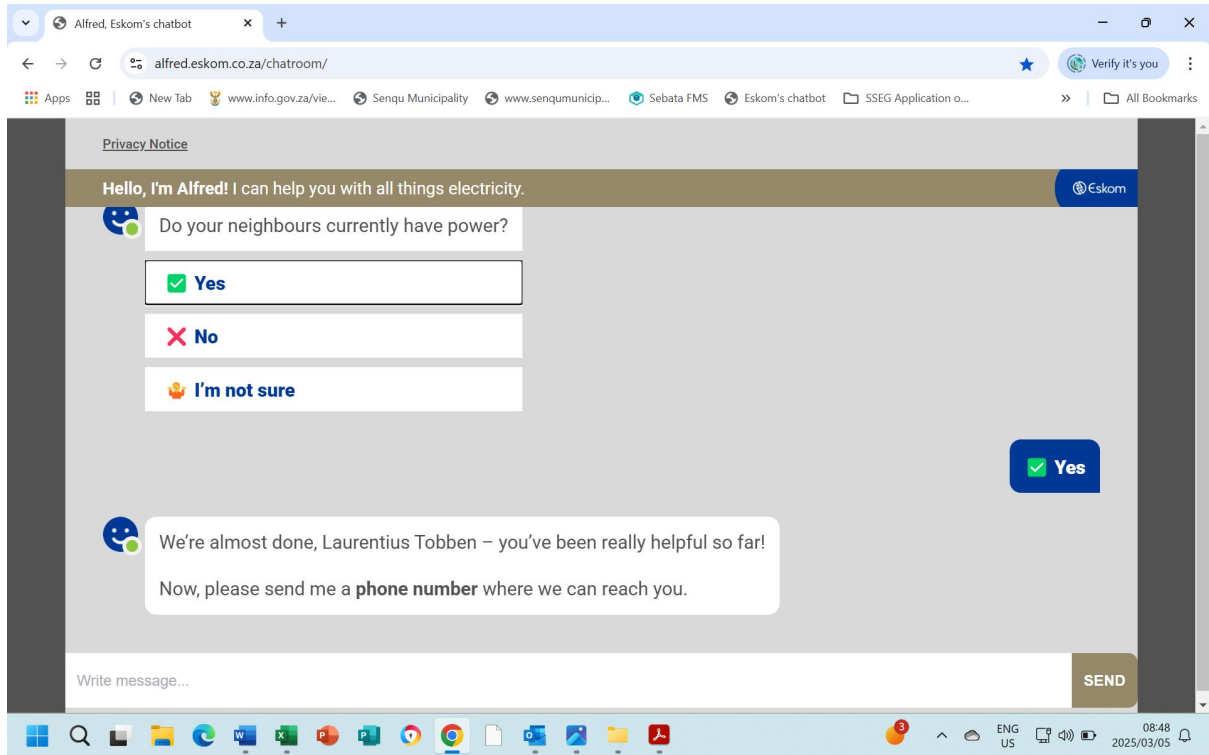 Alfred, Eskom's chatbot
alfred.eskom.co.za/chatroom/
Verify it's you
Apps
New Tab
www.info.gov.za/vie...
Senqu Municipality
www.senqumunicip...
Sebata FMS
Eskom's chatbot
SSEG Application o...
All Bookmarks
Privacy Notice
Hello, I'm Alfred! I can help you with all things electricity.
Eskom
Do your neighbours currently have power?
Yes
No
I'm not sure
Yes
We're almost done, Laurentius Tobben – you've been really helpful so far!
Now, please send me a phone number where we can reach you.
Write message...
SEND
3
ENG
US
08:48
2025/03/05